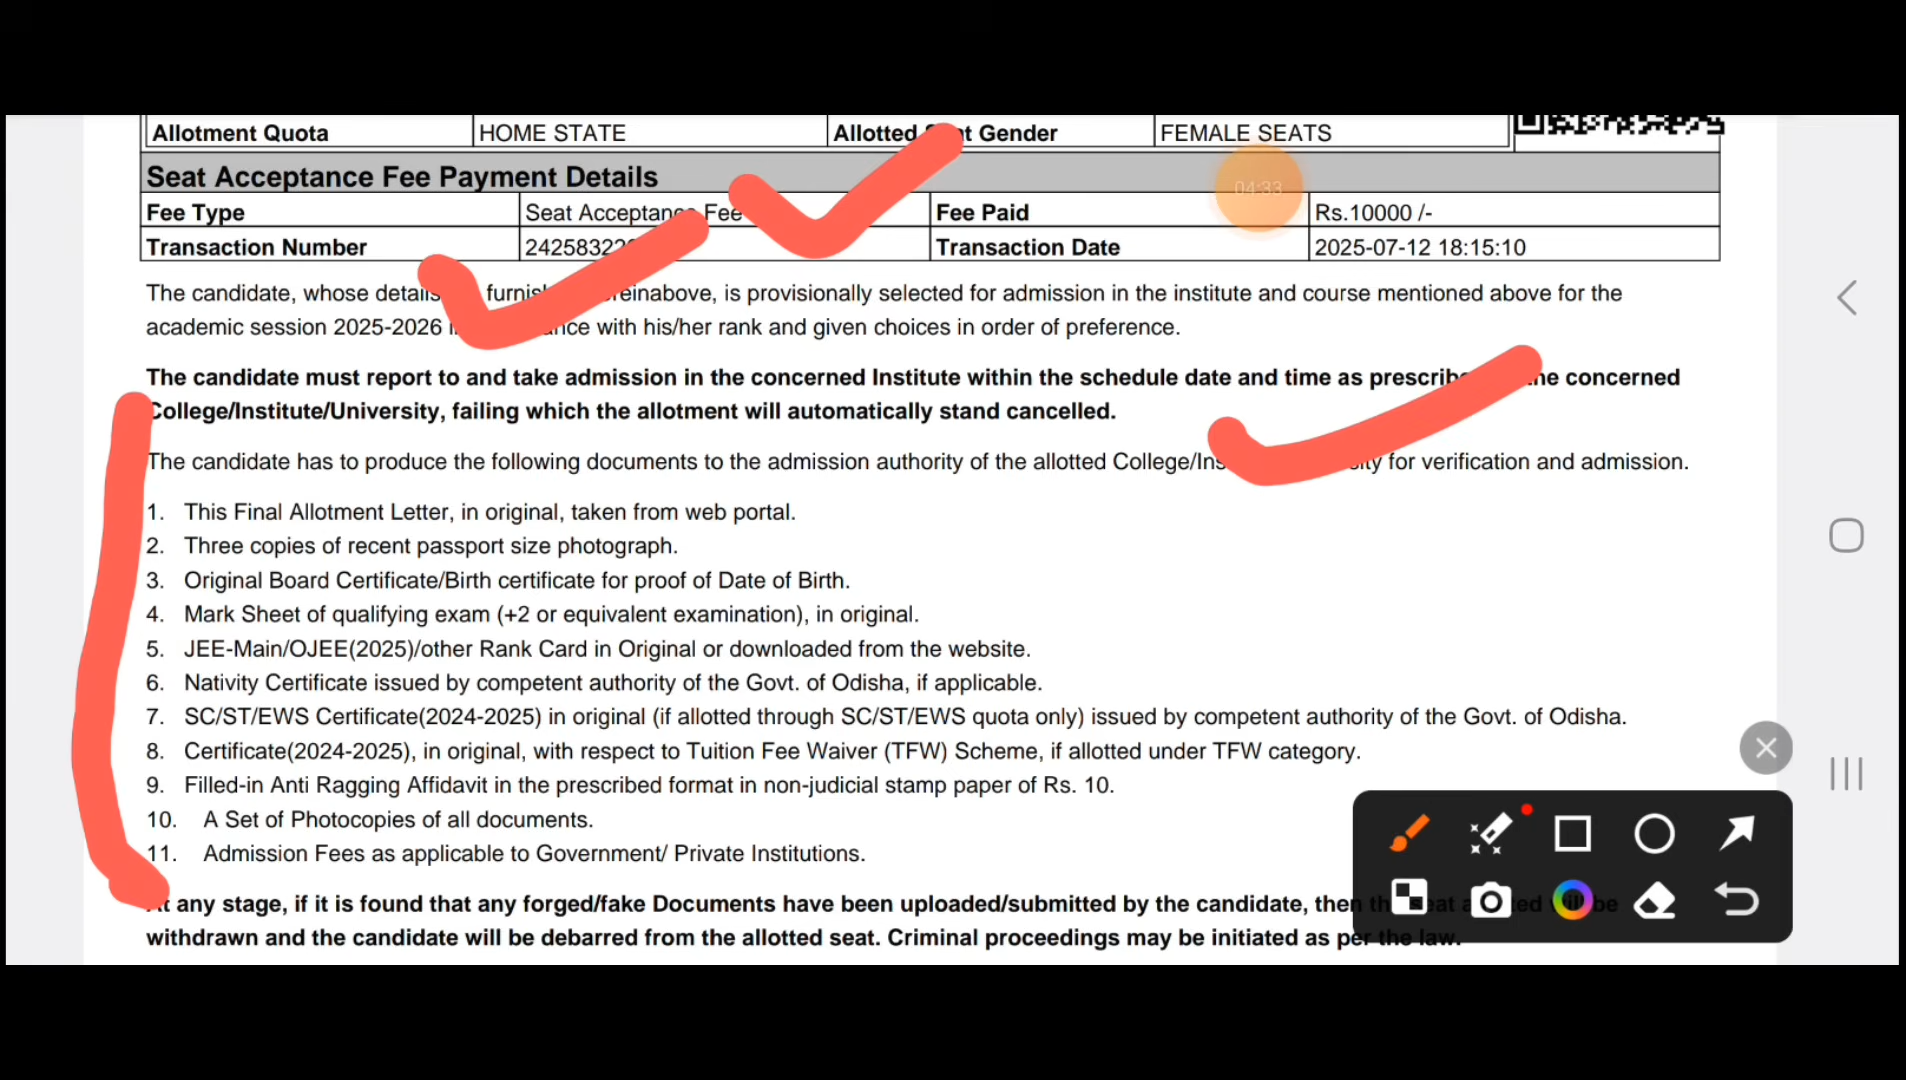 Allotment Quota HOME STATE Allotted Gender FEMALE SEATS
Seat Acceptance Fee Payment Details
Fee Type Seat Acceptance Fee Fee Paid Rs.10000 /-
04:33
Transaction Number 2425832 Transaction Date 2025-07-12 18:15:10
The candidate, whose details furnish reinabove, is provisionally selected for admission in the institute and course mentioned above for the
academic session 2025-2026 with his/her rank and given choices in order of preference.
The candidate must report to and take admission in the concerned Institute within the schedule date and time as prescrib he concerned
College/Institute/University, failing which the allotment will automatically stand cancelled.
The candidate has to produce the following documents to the admission authority of the allotted College/Ins ity for verification and admission.
1. This Final Allotment Letter, in original, taken from web portal.
2. Three copies of recent passport size photograph.
3. Original Board Certificate/Birth certificate for proof of Date of Birth.
4. Mark Sheet of qualifying exam (+2 or equivalent examination), in original.
5. JEE-Main/OJEE(2025)/other Rank Card in Original or downloaded from the website.
6. Nativity Certificate issued by competent authority of the Govt. of Odisha, if applicable.
7. SC/ST/EWS Certificate(2024-2025) in original (if allotted through SC/ST/EWS quota only) issued by competent authority of the Govt. of Odisha.
8. Certificate(2024-2025), in original, with respect to Tuition Fee Waiver (TFW) Scheme, if allotted under TFW category.
9. Filled-in Anti Ragging Affidavit in the prescribed format in non-judicial stamp paper of Rs. 10.
10. A Set of Photocopies of all documents.
11. Admission Fees as applicable to Government/ Private Institutions.
At any stage, if it is found that any forged/fake Documents have been uploaded/submitted by the candidate, then the seat allotted will be
withdrawn and the candidate will be debarred from the allotted seat. Criminal proceedings may be initiated as per the law.